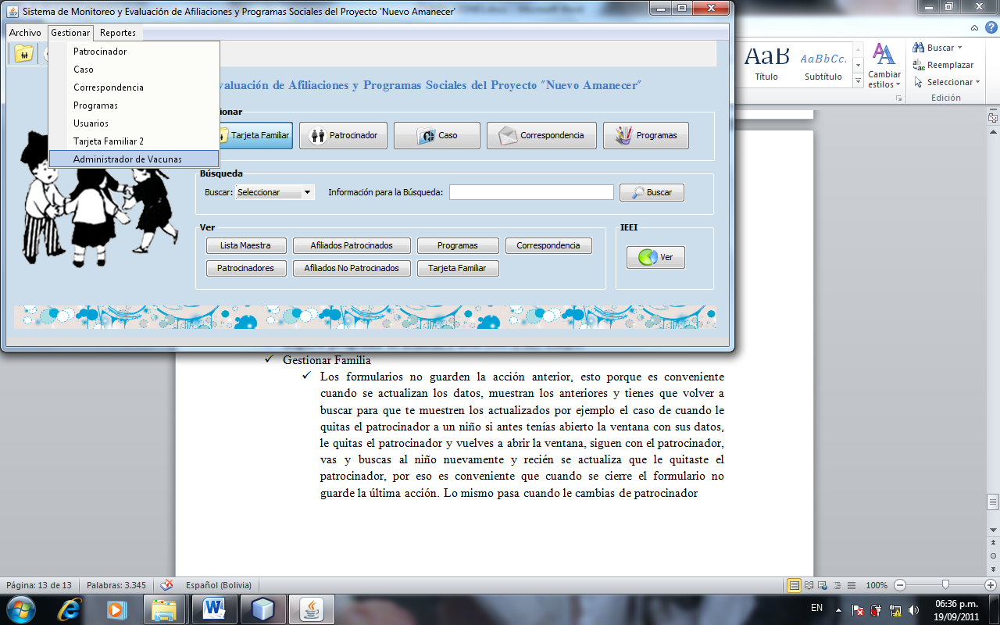 Sistema de Monitoreo y Evaluación de Afiliaciones y Programas Sociales del Proyecto 'Nuevo Amanecer'
Archivo Gestionar Reportes
Patrocinador
Caso
Correspondencia
Programas
Usuarios
Tarjeta Familiar 2
Administrador de Vacunas
valuación de Afiliaciones y Programas Sociales del Proyecto "Nuevo Amanecer"
onar
Tarjeta Familiar Patrocinador Caso Correspondencia Programas
Búsqueda
Buscar: Seleccionar Información para la Búsqueda: Buscar
Ver IEEI
Lista Maestra Afiliados Patrocinados Programas Correspondencia
Ver
Patrocinadores Afiliados No Patrocinados Tarjeta Familiar
AaB AaBbCc.
Título Subtítulo
Cambiar estilos
Buscar
Reemplazar
Seleccionar
Edición
Gestionar Familia
Los formularios no guarden la acción anterior, esto porque es conveniente
cuando se actualizan los datos, muestran los anteriores y tienes que volver a
buscar para que te muestren los actualizados por ejemplo el caso de cuando le
quitas el patrocinador a un niño si antes tenías abierto la ventana con sus datos,
le quitas el patrocinador y vuelves a abrir la ventana, siguen con el patrocinador,
vas y buscas al niño nuevamente y recién se actualiza que le quitaste el
patrocinador, por eso es conveniente que cuando se cierre el formulario no
guarde la última acción. Lo mismo pasa cuando le cambias de patrocinador
Página: 13 de 13 Palabras: 3.345 Español (Bolivia) 100%
EN 06:36 p.m.
19/09/2011